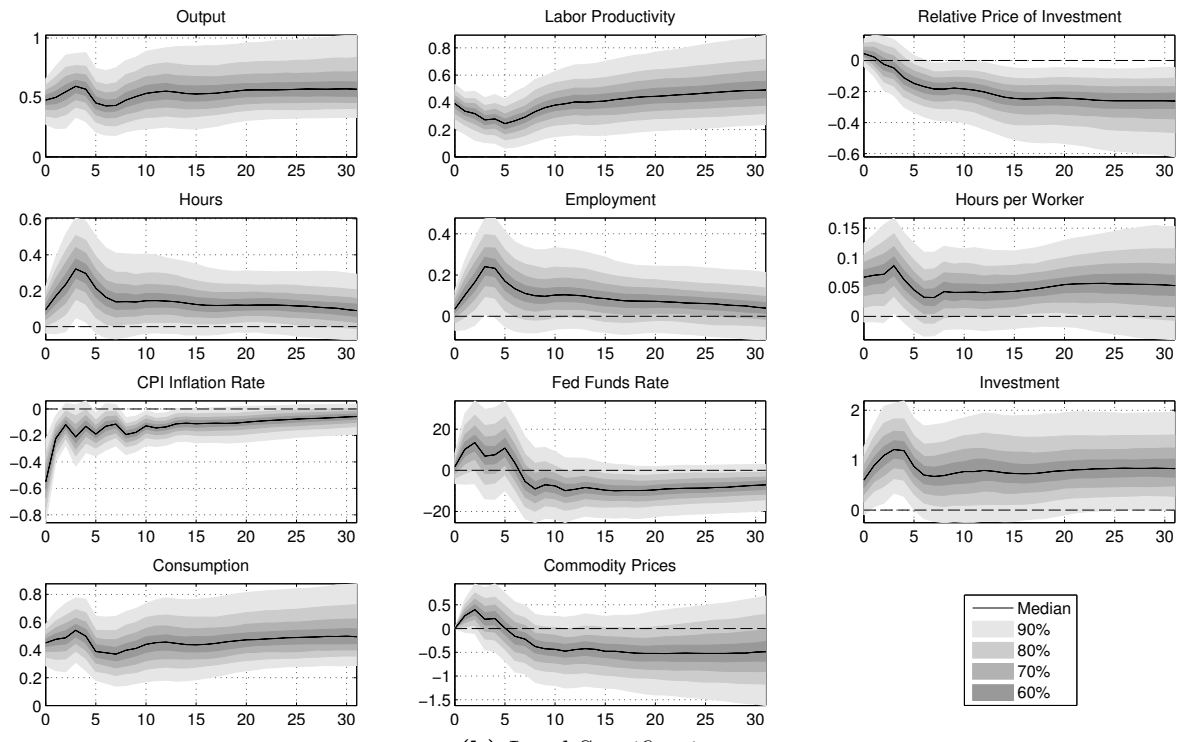 Output
Labor Productivity
Relative Price of Investment
1
0.5
0
0 5 10 15 20 25 30
0.8
0.6
0.4
0.2
0
0 5 10 15 20 25 30
0
−0.2
−0.4
−0.6
0 5 10 15 20 25 30
Hours
Employment
Hours per Worker
0.6
0.4
0.2
0
0 5 10 15 20 25 30
0.4
0.2
0
0 5 10 15 20 25 30
0.15
0.1
0.05
0
0 5 10 15 20 25 30
CPI Inflation Rate
Fed Funds Rate
Investment
0
−0.2
−0.4
−0.6
−0.8
0 5 10 15 20 25 30
20
0
−20
0 5 10 15 20 25 30
2
1
0
0 5 10 15 20 25 30
Consumption
Commodity Prices
0.8
0.6
0.4
0.2
0
0 5 10 15 20 25 30
0.5
0
−0.5
−1
−1.5
0 5 10 15 20 25 30
Median
90%
80%
70%
60%